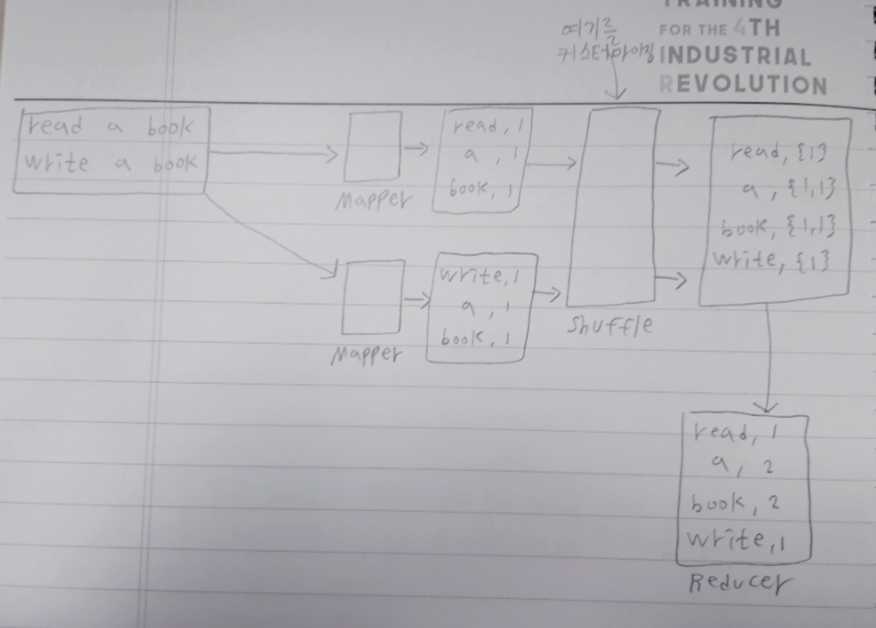 TRAINING
FOR THE 4TH
INDUSTRIAL
REVOLUTION
여기를
커스터마이징
read a book
write a book
Mapper
read, 1
a, 1
book, 1
Mapper
write, 1
a, 1
book, 1
Shuffle
read, {1}
a, {1,1}
book, {1,1}
write, {1}
read, 1
a, 2
book, 2
write, 1
Reducer